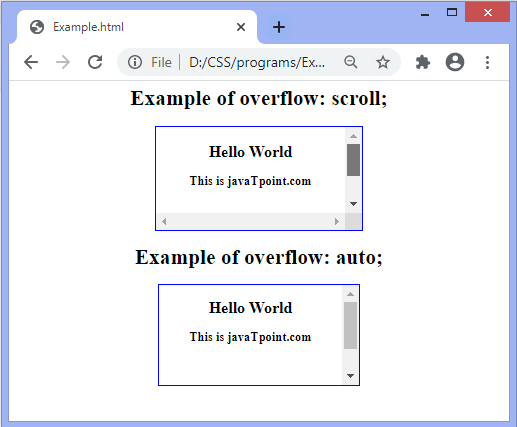 Example.html
File | D:/CSS/programs/Ex...
Example of overflow: scroll;
Hello World
This is javaTpoint.com
Example of overflow: auto;
Hello World
This is javaTpoint.com